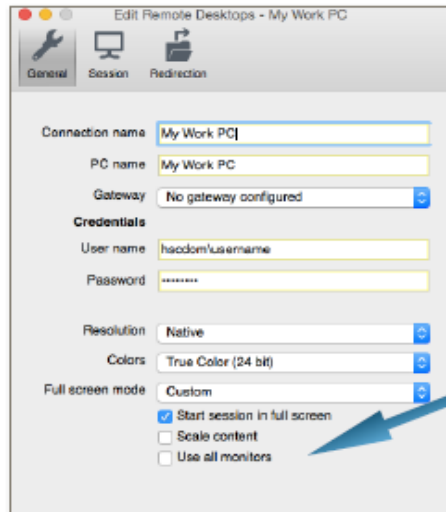 Edit Remote Desktops - My Work PC
General Session Redirection
Connection name My Work PC
PC name My Work PC
Gateway No gateway configured
Credentials
User name hscdom\username
Password ••••••••
Resolution Native
Colors True Color (24 bit)
Full screen mode Custom
Start session in full screen
Scale content
Use all monitors